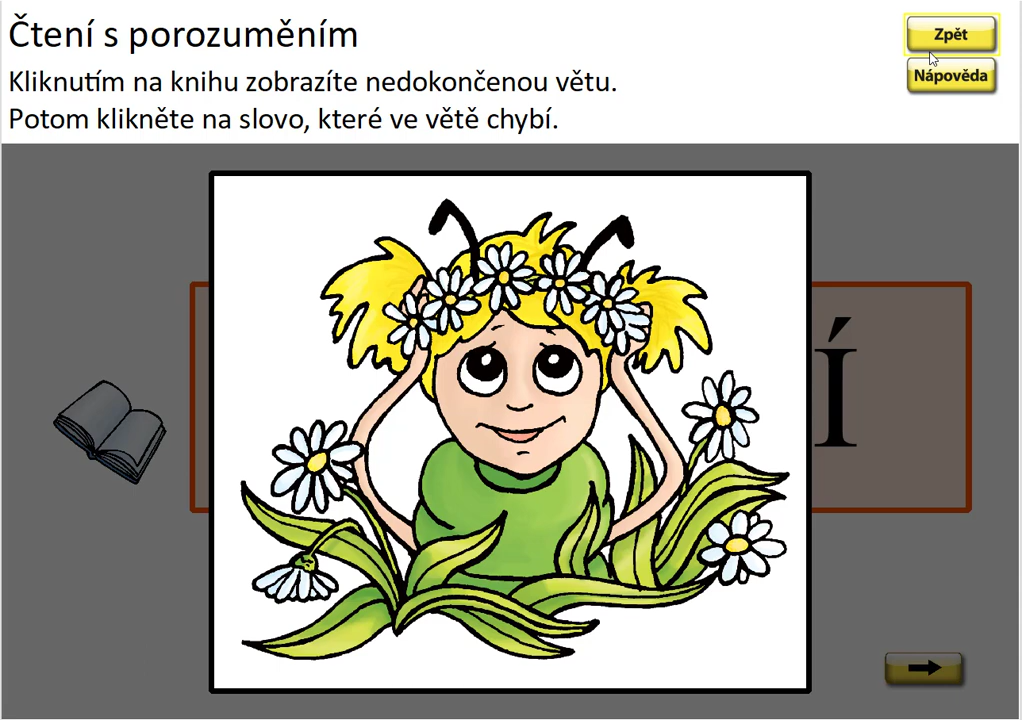 Čtení s porozuměním
Zpět
Kliknutím na knihu zobrazíte nedokončenou větu.
Nápověda
Potom klikněte na slovo, které ve větě chybí.
Í